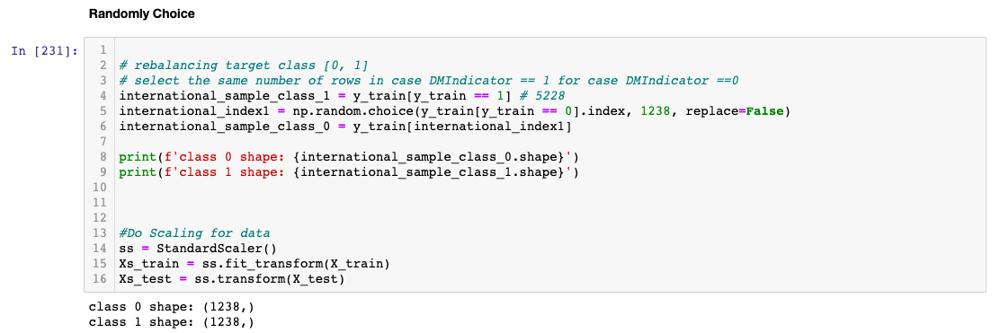 Randomly Choice
In [231]:
1
2 # rebalancing target class [0, 1]
3 # select the same number of rows in case DMIndicator == 1 for case DMIndicator ==0
4 international_sample_class_1 = y_train[y_train == 1] # 5228
5 international_index1 = np.random.choice(y_train[y_train == 0].index, 1238, replace=False)
6 international_sample_class_0 = y_train[international_index1]
7
8 print(f'class 0 shape: {international_sample_class_0.shape}')
9 print(f'class 1 shape: {international_sample_class_1.shape}')
10
11
12
13 #Do Scaling for data
14 ss = StandardScaler()
15 Xs_train = ss.fit_transform(X_train)
16 Xs_test = ss.transform(X_test)
class 0 shape: (1238,)
class 1 shape: (1238,)